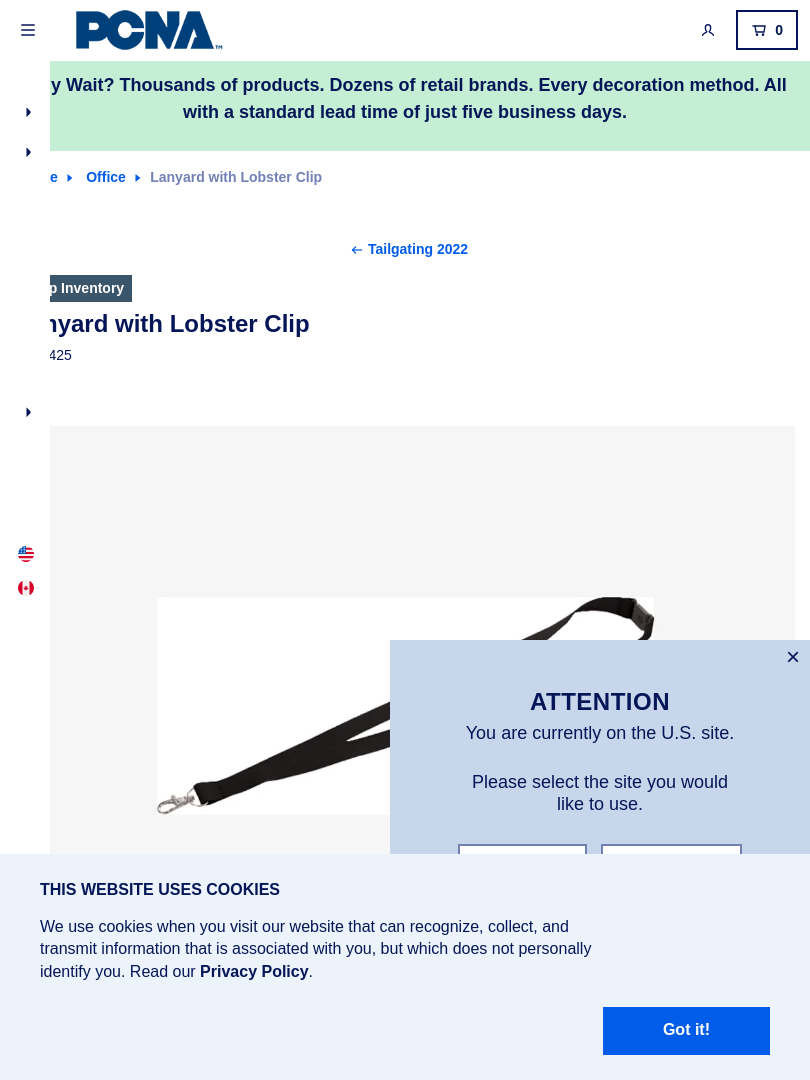 PCNA™
0
y Wait? Thousands of products. Dozens of retail brands. Every decoration method. All
with a standard lead time of just five business days.
e Office Lanyard with Lobster Clip
← Tailgating 2022
p Inventory
nyard with Lobster Clip
425
×
ATTENTION
You are currently on the U.S. site.
Please select the site you would
like to use.
THIS WEBSITE USES COOKIES
We use cookies when you visit our website that can recognize, collect, and
transmit information that is associated with you, but which does not personally
identify you. Read our Privacy Policy.
Got it!